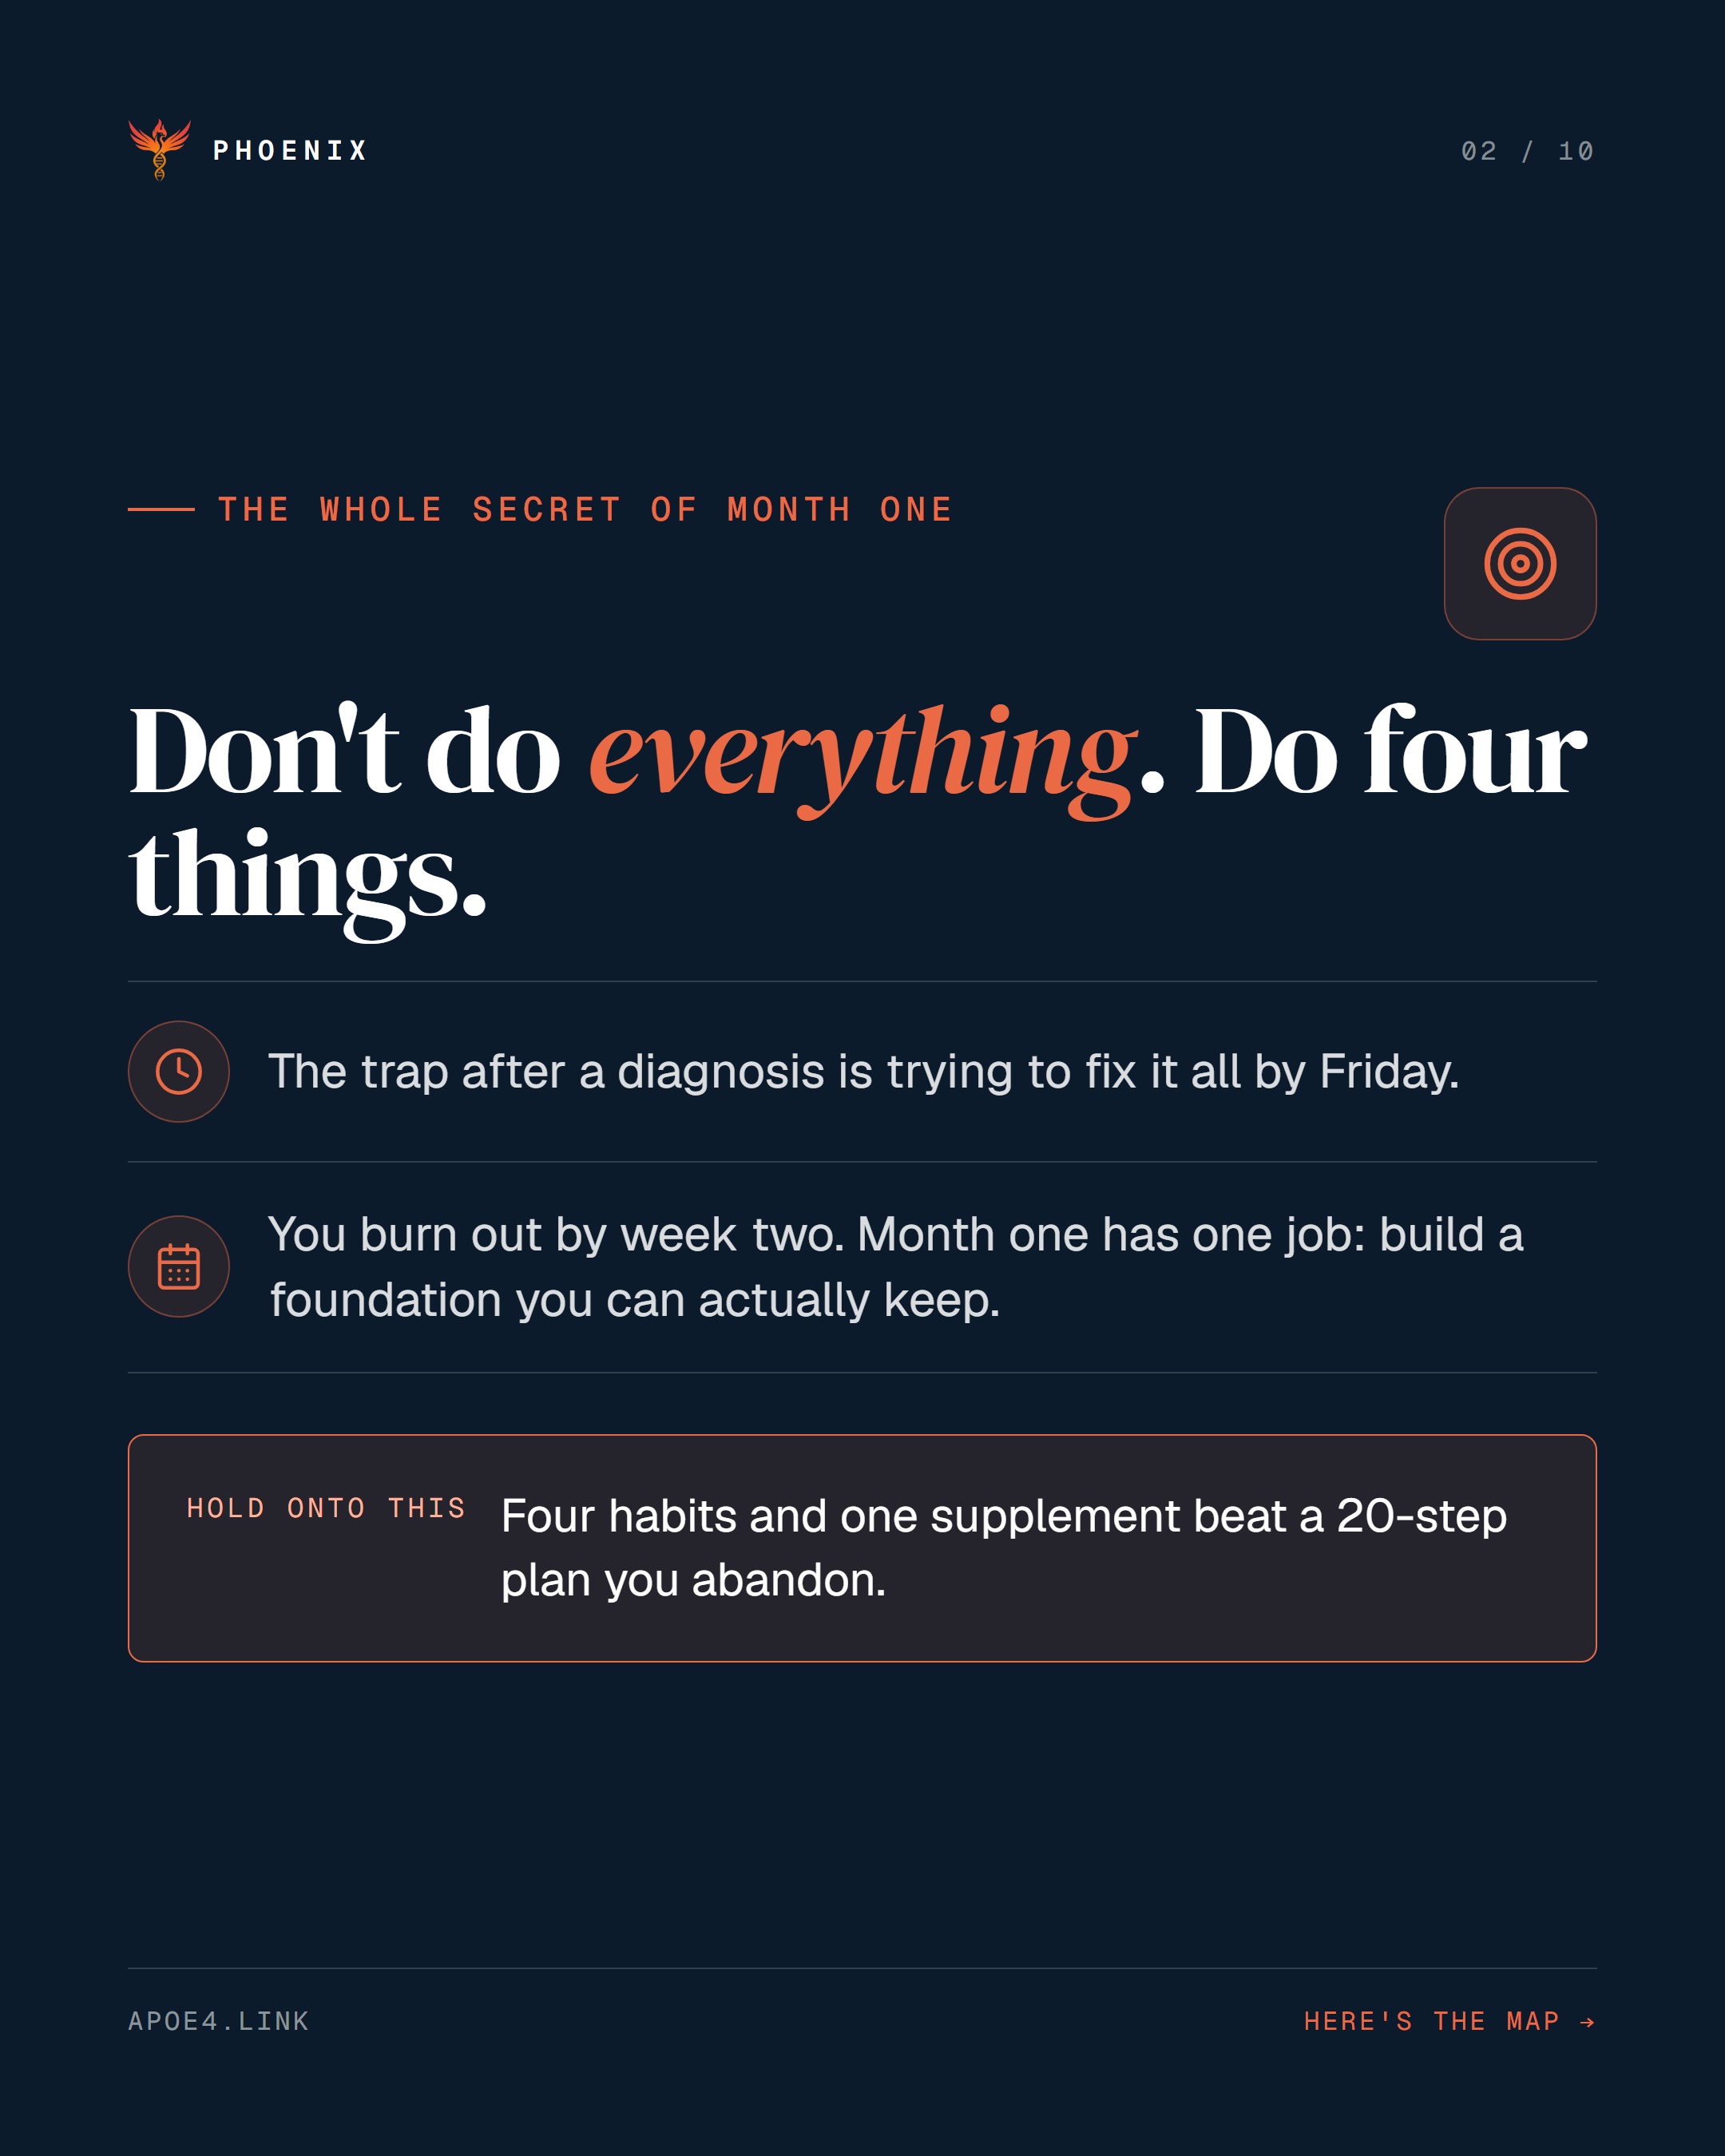 PHOENIX
02 / 10
THE WHOLE SECRET OF MONTH ONE
Don't do everything. Do four
things.
The trap after a diagnosis is trying to fix it all by Friday.
You burn out by week two. Month one has one job: build a
foundation you can actually keep.
HOLD ONTO THIS
Four habits and one supplement beat a 20-step
plan you abandon.
APOE4.LINK
HERE'S THE MAP →